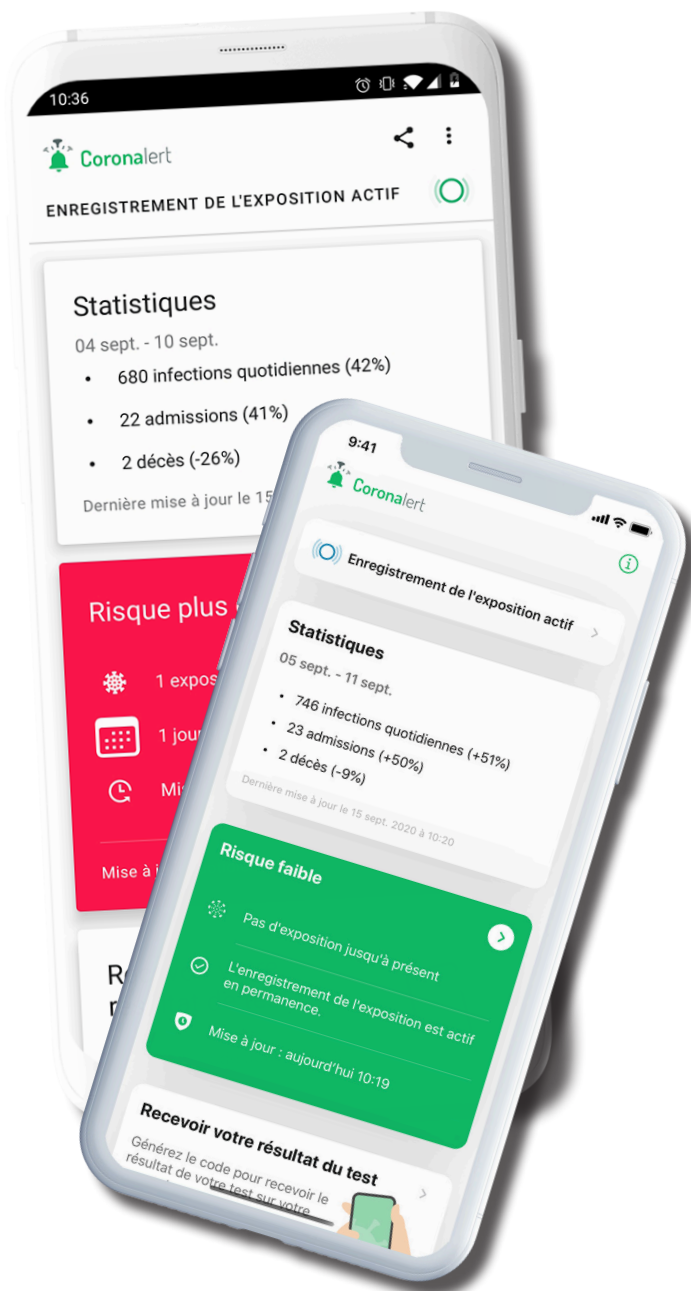 10:36
Coronalert
ENREGISTREMENT DE L'EXPOSITION ACTIF
Statistiques
04 sept. - 10 sept.
• 680 infections quotidiennes (42%)
• 22 admissions (41%)
• 2 décès (-26%)
Dernière mise à jour le 15
Risque plus
1 expos
1 jour
Mi
Mise à j
9:41
Coronalert
Enregistrement de l'exposition actif
Statistiques
05 sept. - 11 sept.
• 746 infections quotidiennes (+51%)
• 23 admissions (+50%)
• 2 décès (-9%)
Dernière mise à jour le 15 sept. 2020 à 10:20
Risque faible
Pas d'exposition jusqu'à présent
L'enregistrement de l'exposition est actif
en permanence.
Mise à jour : aujourd'hui 10:19
Recevoir votre résultat du test
Générez le code pour recevoir le
résultat de votre test sur votre